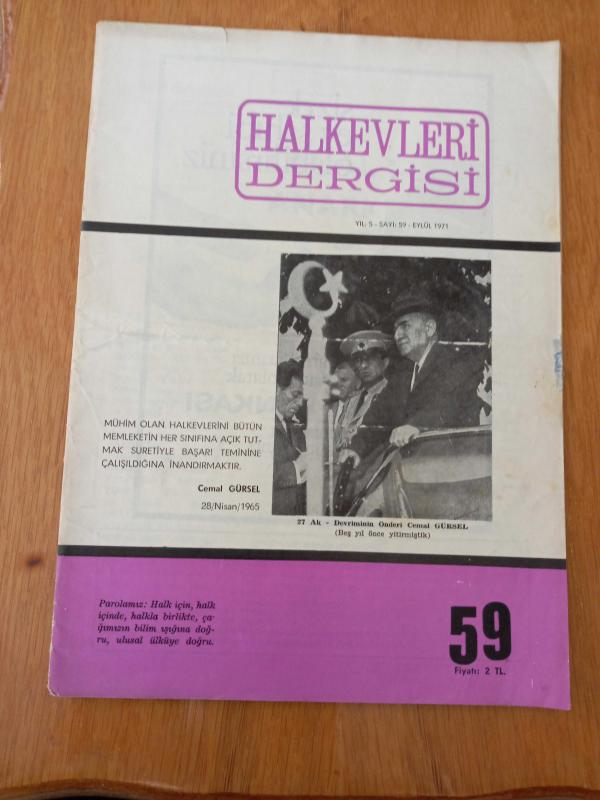 HALKEVLERİ
DERGİSİ
YIL: 5 - SAYI: 59 - EYLÜL 1971
MÜHİM OLAN HALKEVLERİNİ BÜTÜN
MEMLEKETİN HER SINIFINA AÇIK TUT-
MAK SURETİYLE BAŞARI TEMİNİNE
ÇALIŞILDIĞINA İNANDIRMAKTIR.
Cemal GÜRSEL
28/Nisan/1965
27 Ak - Devriminin Önderi Cemal GÜRSEL
(Beş yıl önce yitirmiştik)
Parolamız: Halk için, halk
içinde, halkla birlikte, ça-
ğımızın bilim ışığına doğ-
ru, ulusal ülküye doğru.
59
Fiyatı: 2 TL.